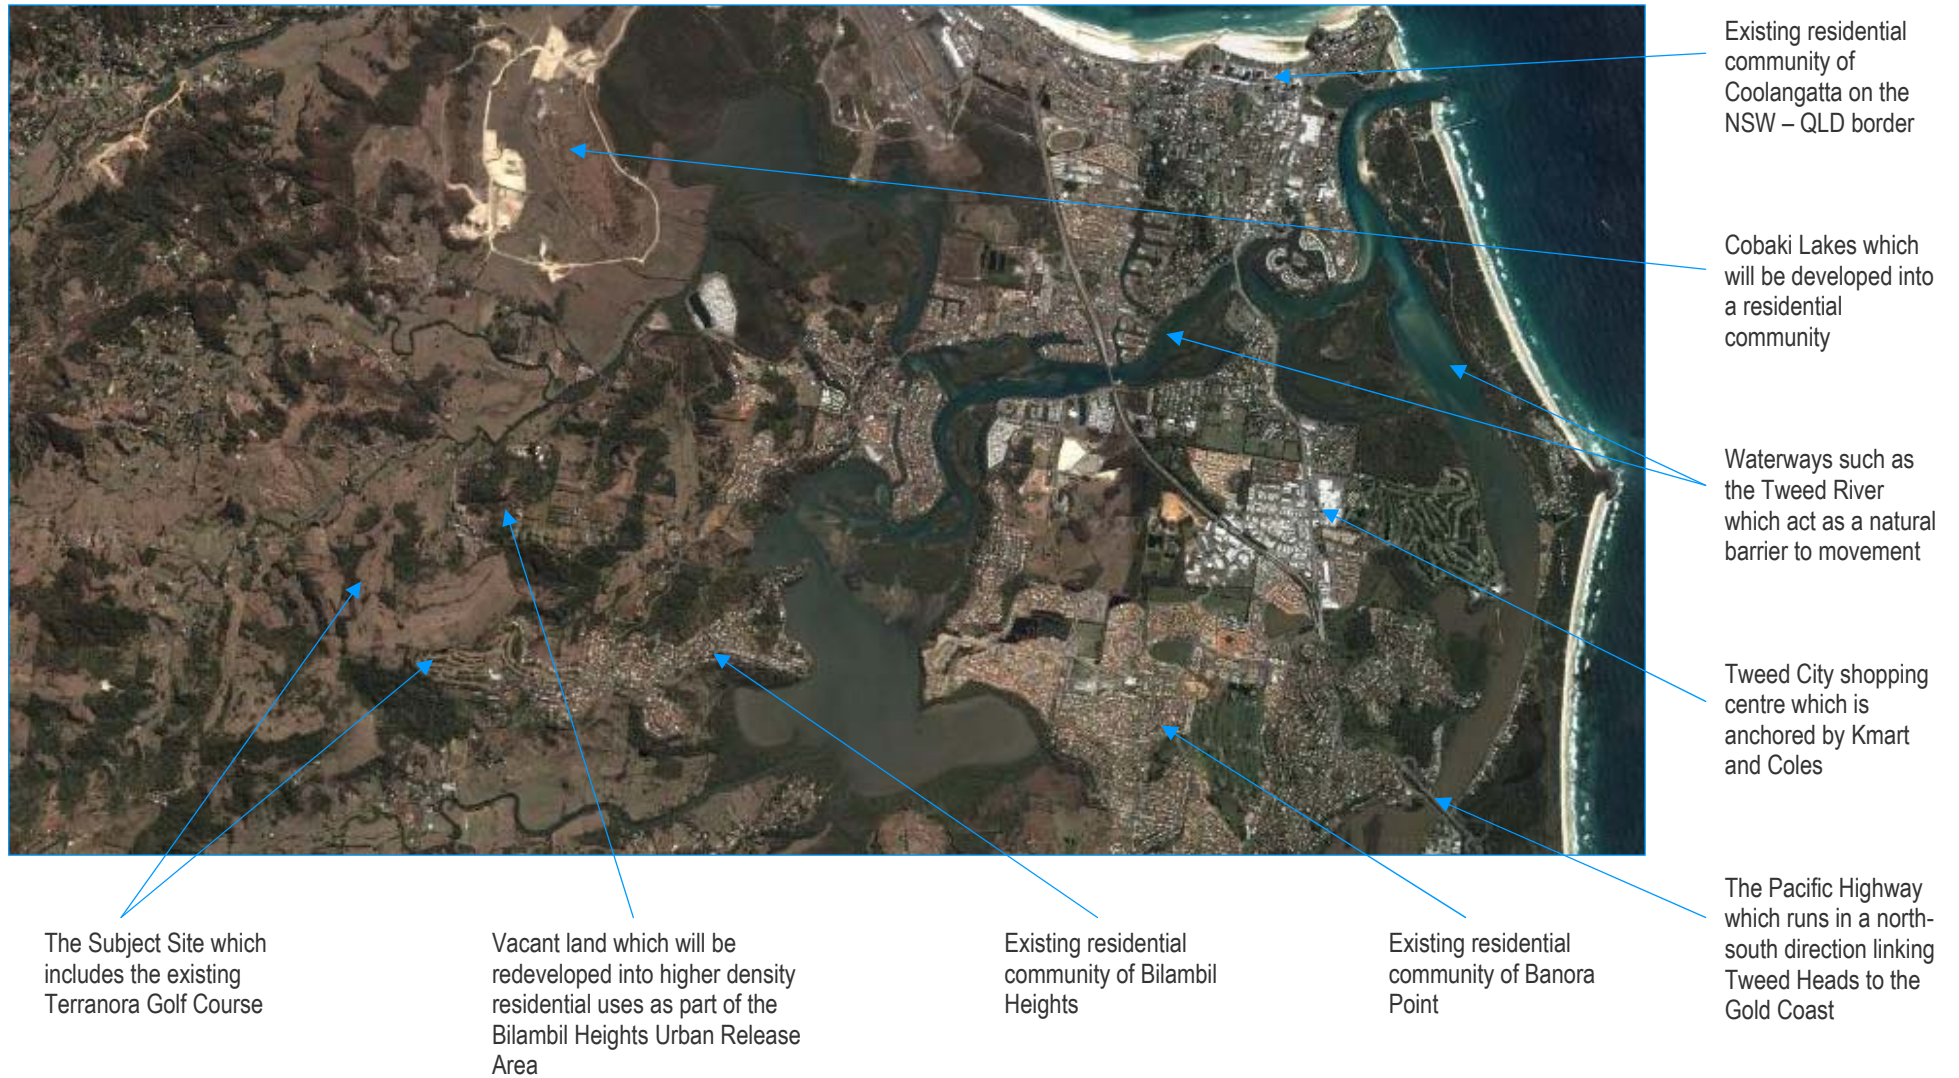 Existing residential
community of
Coolangatta on the
NSW – QLD border
Cobaki Lakes which
will be developed into
a residential
community
Waterways such as
the Tweed River
which act as a natural
barrier to movement
Tweed City shopping
centre which is
anchored by Kmart
and Coles
The Pacific Highway
which runs in a north-
south direction linking
Tweed Heads to the
Gold Coast
The Subject Site which
includes the existing
Terranora Golf Course
Vacant land which will be
redeveloped into higher density
residential uses as part of the
Bilambil Heights Urban Release
Area
Existing residential
community of Bilambil
Heights
Existing residential
community of Banora
Point